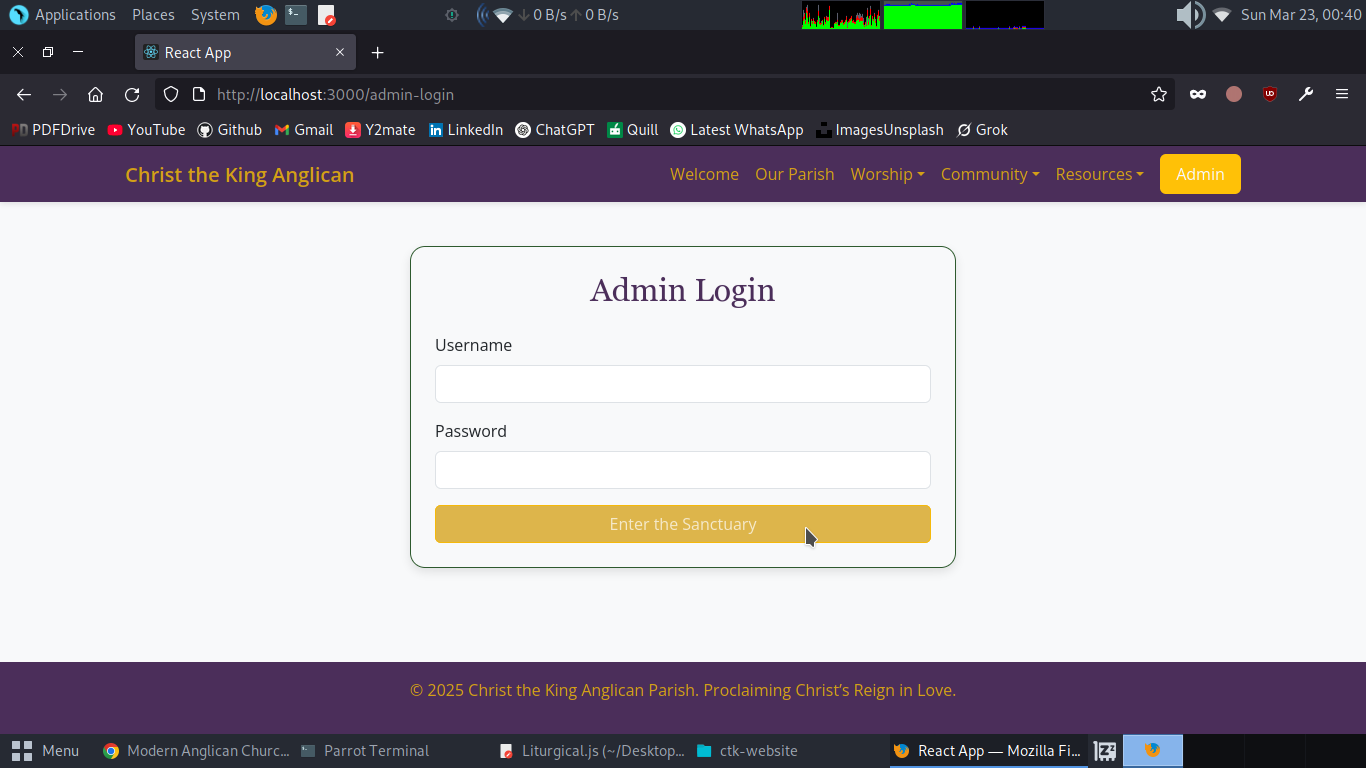 Applications Places System 0 B/s 0 B/s Sun Mar 23, 00:40
React App
http://localhost:3000/admin-login
PDFDrive YouTube Github Gmail Y2mate LinkedIn ChatGPT Quill Latest WhatsApp ImagesUnsplash Grok
Christ the King Anglican Welcome Our Parish Worship Community Resources Admin
Admin Login
Username
Password
Enter the Sanctuary
© 2025 Christ the King Anglican Parish. Proclaiming Christ’s Reign in Love.
Menu Modern Anglican Churc... Parrot Terminal Liturgical.js (~/Desktop... ctk-website React App — Mozilla Fi...